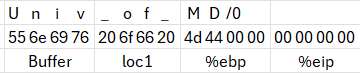 U n i v _ o f _ M D /0
55 6e 69 76 20 6f 66 20 4d 44 00 00 00 00 00 00
Buffer loc1 %ebp %eip